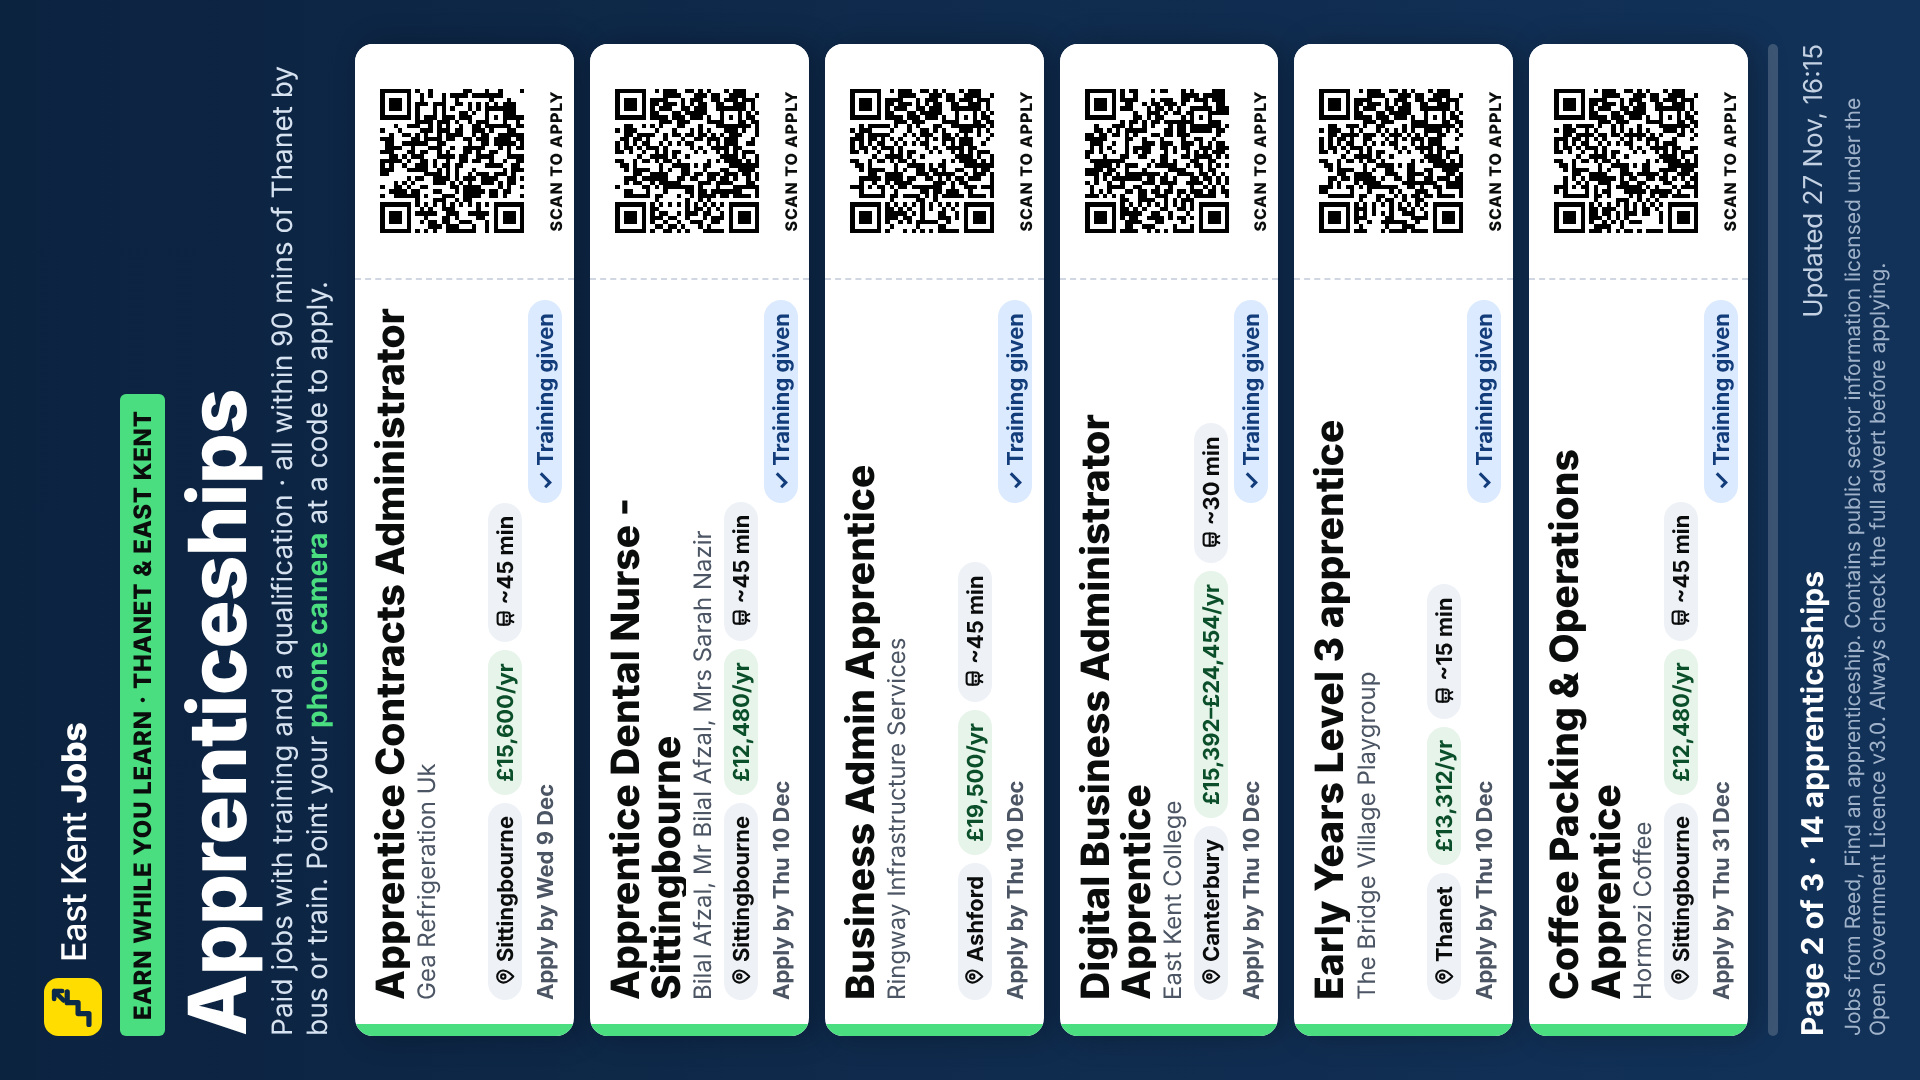 East Kent Jobs
EARN WHILE YOU LEARN · THANET & EAST KENT
Apprenticeships
Paid jobs with training and a qualification · all within 90 mins of Thanet by
bus or train. Point your phone camera at a code to apply.
Apprentice Contracts Administrator
Gea Refrigeration Uk
Sittingbourne
£15,600/yr
~45 min
Apply by Wed 9 Dec
✓ Training given
SCAN TO APPLY
Apprentice Dental Nurse -
Sittingbourne
Bilal Afzal, Mr Bilal Afzal, Mrs Sarah Nazir
Sittingbourne
£12,480/yr
~45 min
Apply by Thu 10 Dec
✓ Training given
SCAN TO APPLY
Business Admin Apprentice
Ringway Infrastructure Services
Ashford
£19,500/yr
~45 min
Apply by Thu 10 Dec
✓ Training given
SCAN TO APPLY
Digital Business Administrator
Apprentice
East Kent College
Canterbury
£15,392–£24,454/yr
~30 min
Apply by Thu 10 Dec
✓ Training given
SCAN TO APPLY
Early Years Level 3 apprentice
The Bridge Village Playgroup
Thanet
£13,312/yr
~15 min
Apply by Thu 10 Dec
✓ Training given
SCAN TO APPLY
Coffee Packing & Operations
Apprentice
Hormozi Coffee
Sittingbourne
£12,480/yr
~45 min
Apply by Thu 31 Dec
✓ Training given
SCAN TO APPLY
Page 2 of 3 · 14 apprenticeships
Updated 27 Nov, 16:15
Jobs from Reed, Find an apprenticeship. Contains public sector information licensed under the
Open Government Licence v3.0. Always check the full advert before applying.